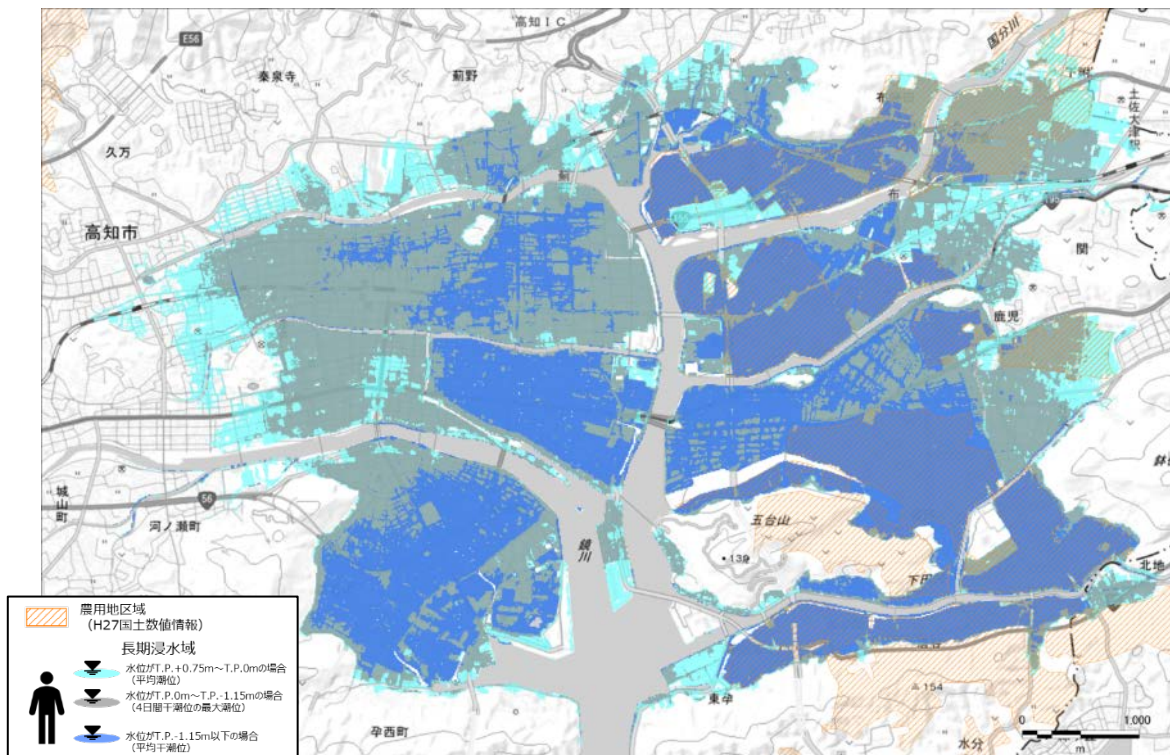 高知IC
国分川
E56
秦泉寺
薊野
布
土佐大津
久万
薊
布
高知市
関
鹿児
城山町
56
河ノ瀬町
五台山
139
鏡川
下田
北地
農用地区域
(H27国土数値情報)
長期浸水域
水位がT.P.+0.75m~T.P.0mの場合
(平均潮位)
水位がT.P.0m~T.P.-1.15mの場合
(4日間干潮位の最大潮位)
水位がT.P.-1.15m以下の場合
(平均干潮位)
孕西町
東孕
154
水分
0
1,000
m